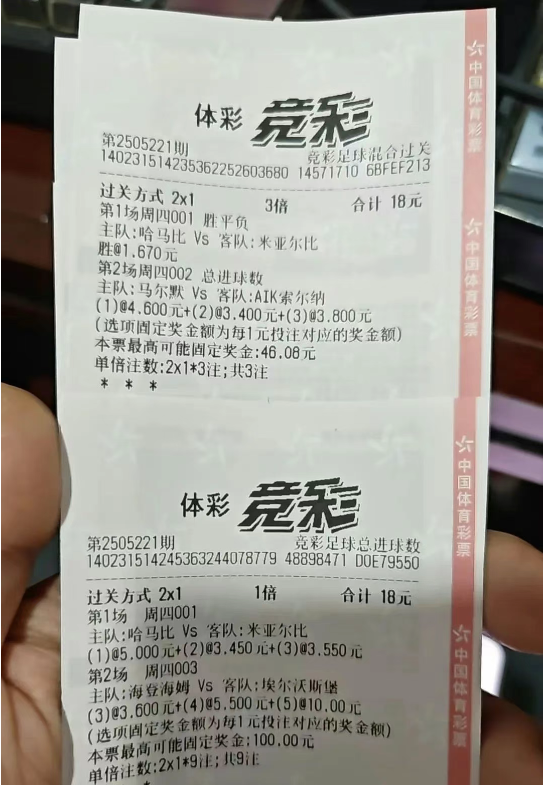 体彩 竞彩
第2505221期 竞彩足球混合过关
140231514235362252603680 14571710 6BFEF213
过关方式 2x1 3倍 合计 18元
第1场周四001 胜平负
主队:哈马比 Vs 客队:米亚尔比
胜@1.670元
第2场周四002 总进球数
主队:马尔默 Vs 客队:AIK索尔纳
(1)@4.600元+(2)@3.400元+(3)@3.800元
(选项固定奖金额为每1元投注对应的奖金额)
本票最高可能固定奖金:46.08元
单倍注数:2x1*3注;共3注
* * *
中国体育彩票
中国体育彩票
体彩 竞彩
第2505221期 竞彩足球总进球数
140231514245363244078779 48898471 D0E79550
过关方式 2x1 1倍 合计 18元
第1场 周四001
主队:哈马比 Vs 客队:米亚尔比
(1)@5.000元+(2)@3.450元+(3)@3.550元
第2场 周四003
主队:海登海姆 Vs 客队:埃尔沃斯堡
(3)@3.600元+(4)@5.500元+(5)@10.00元
(选项固定奖金额为每1元投注对应的奖金额)
本票最高可能固定奖金:100.00元
单倍注数:2x1*9注;共9注
中国体育彩票
中国体育彩票